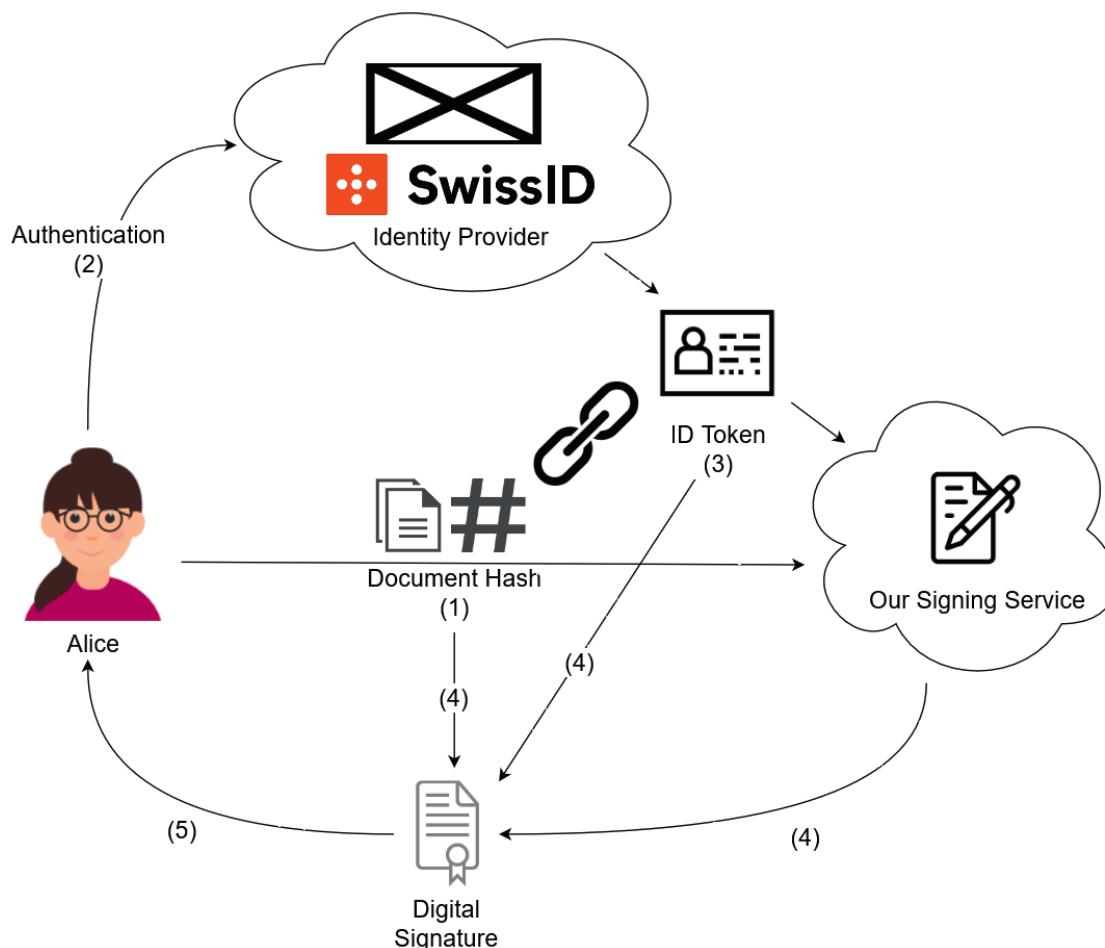 SwissID
Identity Provider
Authentication
(2)
ID Token
(3)
#
Document Hash
(1)
Our Signing Service
Alice
(4)
(4)
(5)
(4)
Digital
Signature